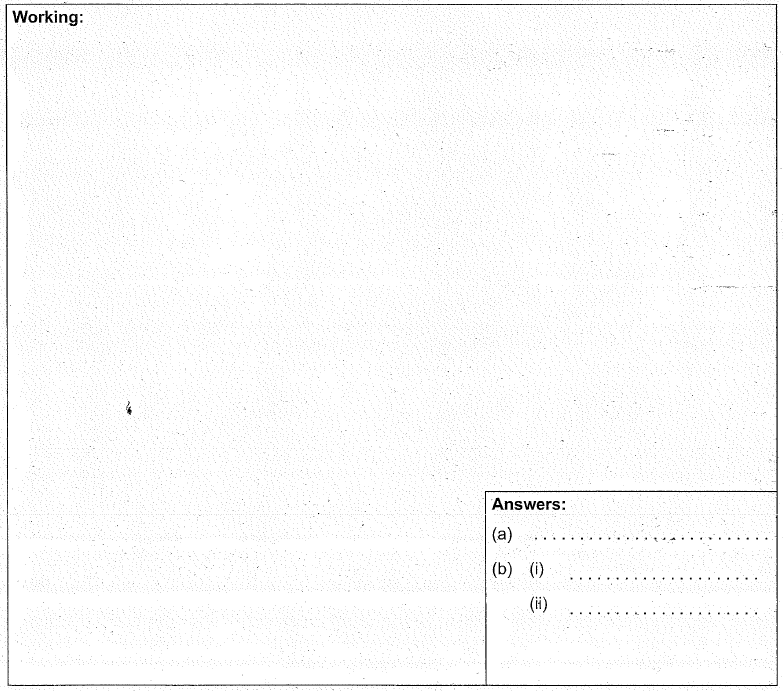 Working:
Answers:
(a) ........................
(b) (i) ........................
(ii) ........................